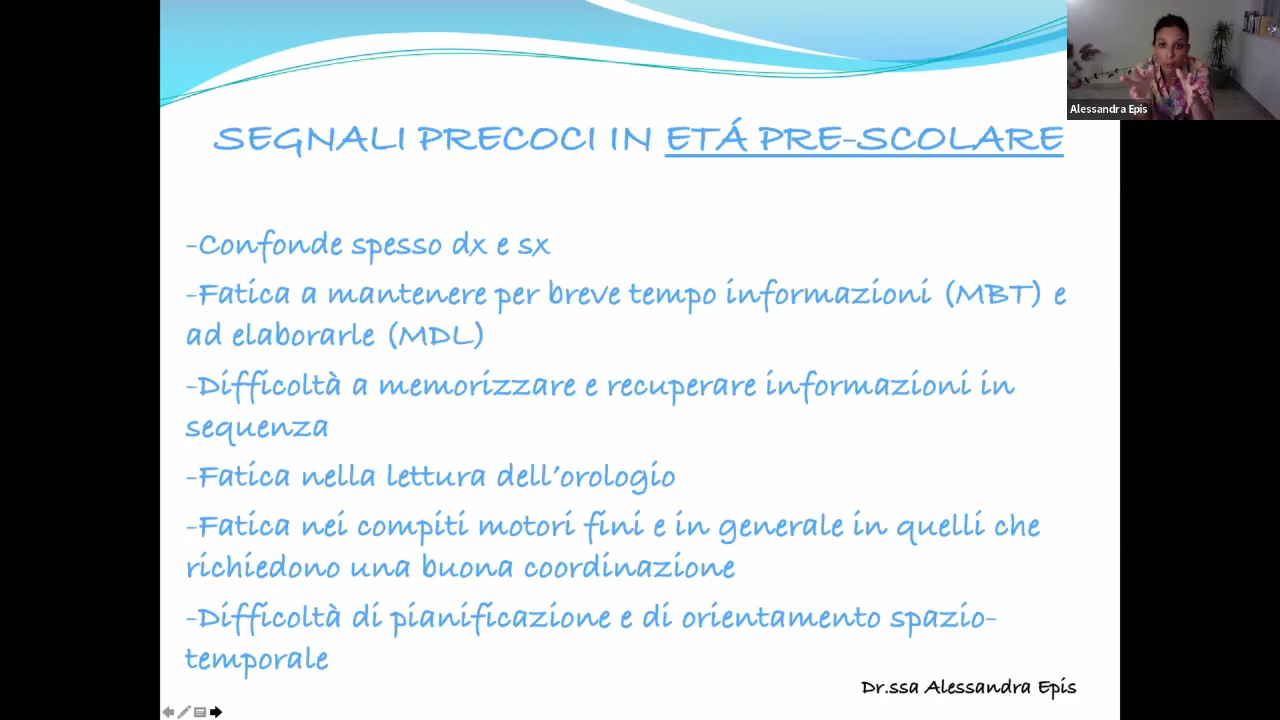 Alessandra Epis
SEGNALI PRECOCI IN ETÁ PRE-SCOLARE
-Confonde spesso dx e sx
-Fatica a mantenere per breve tempo informazioni (MBT) e
ad elaborarle (MDL)
-Difficoltà a memorizzare e recuperare informazioni in
sequenza
-Fatica nella lettura dell'orologio
-Fatica nei compiti motori fini e in generale in quelli che
richiedono una buona coordinazione
-Difficoltà di pianificazione e di orientamento spazio-
temporale
Dr.ssa Alessandra Epis